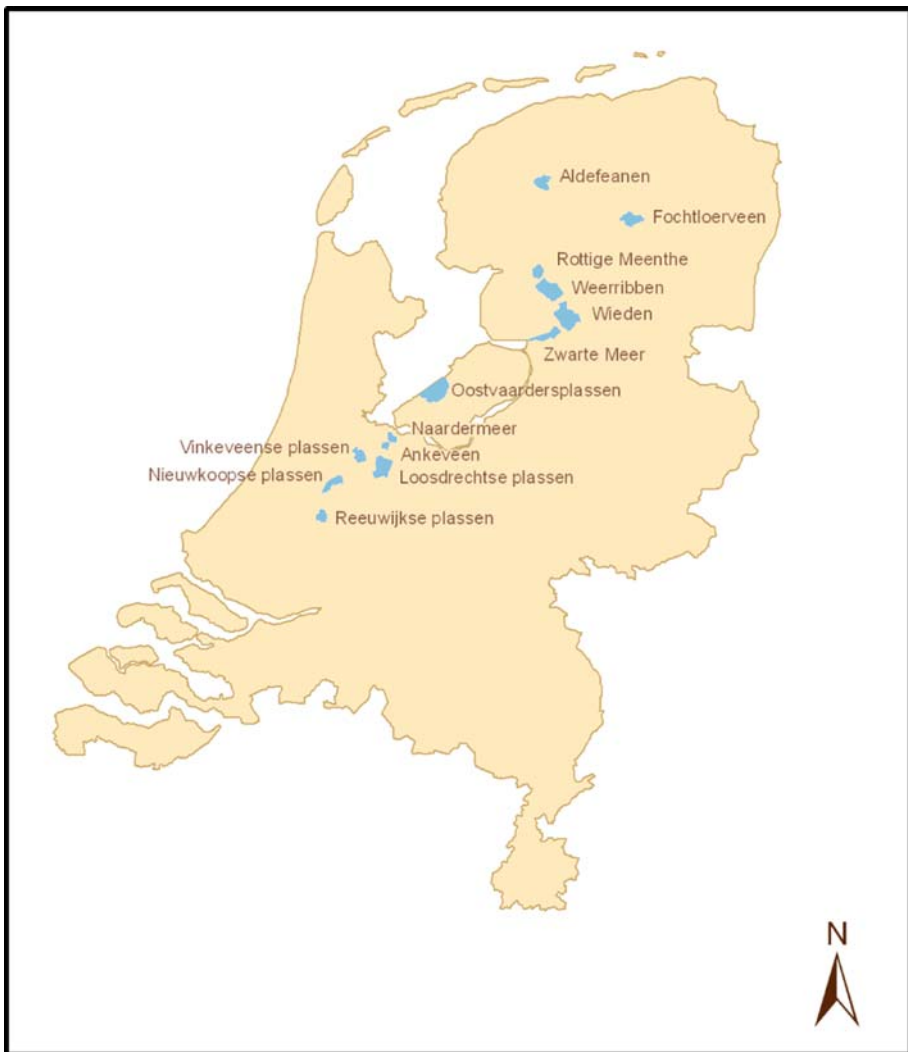 Aldefeanen
Fochtloerveen
Rottige Meenthe
Weerribben
Wieden
Zwarte Meer
Oostvaardersplassen
Naardermeer
Vinkeveense plassen
Ankeveen
Nieuwkoopse plassen
Loosdrechtse plassen
Reeuwijkse plassen
N